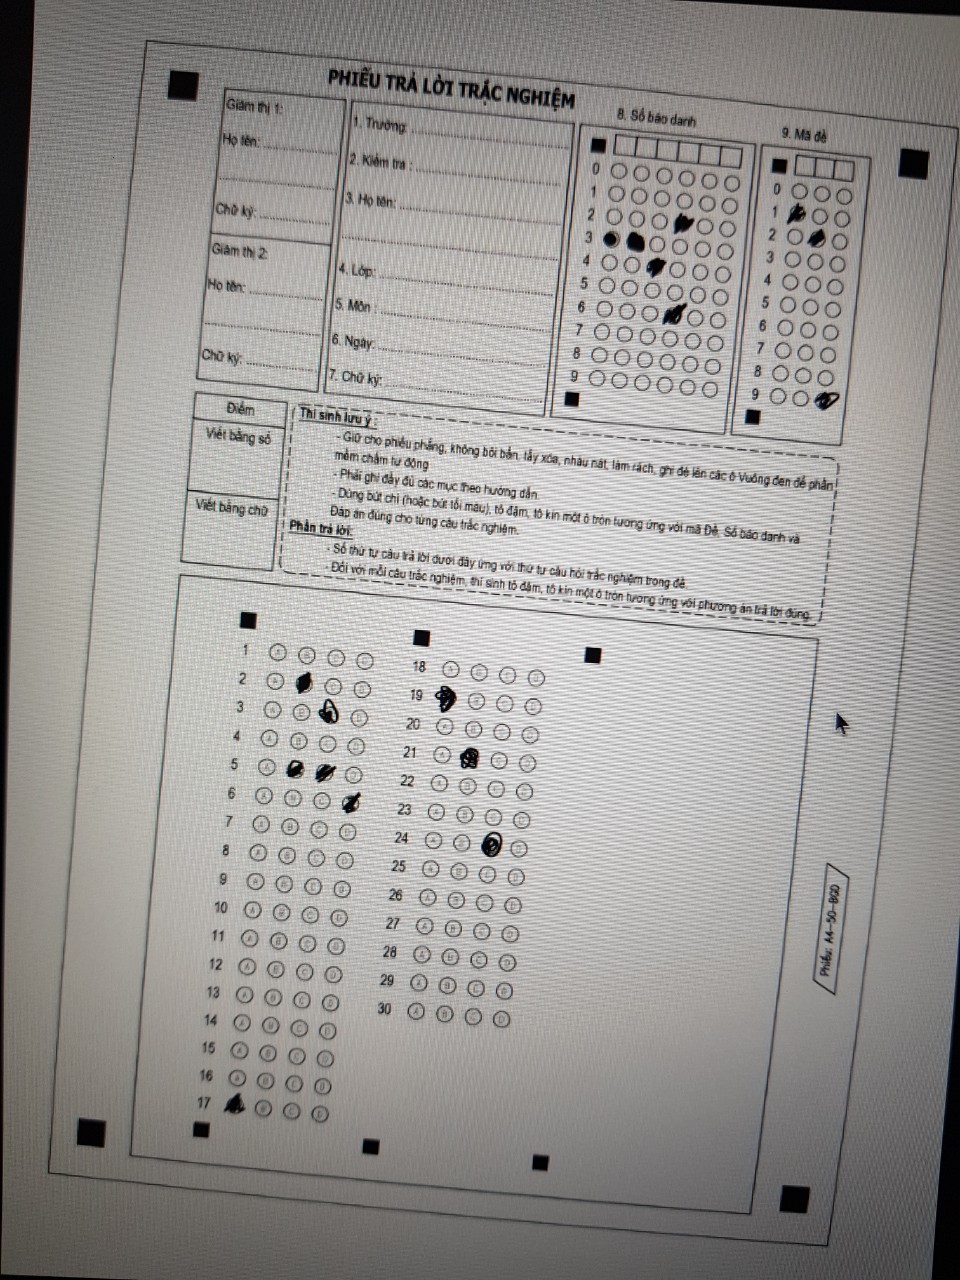 PHIẾU TRẢ LỜI TRẮC NGHIỆM
Giám thị 1:
Họ tên:
Chữ ký:
Giám thị 2:
Họ tên:
Chữ ký:
1. Trường:
2. Kiểm tra :
3. Họ tên:
4. Lớp:
5. Môn :
6. Ngày:
7. Chữ ký:
8. Số báo danh
0
1
2
3
4
5
6
7
8
9
9. Mã đề
0
1
2
3
4
5
6
7
8
9
Điểm
Viết bằng số
Viết bằng chữ
Thí sinh lưu ý :
- Giữ cho phiếu phẳng, không bôi bẩn, tẩy xóa, nhàu nát, làm rách, ghi đè lên các ô Vuông đen để phần
mềm chấm tự động
- Phải ghi đầy đủ các mục theo hướng dẫn.
- Dùng bút chì (hoặc bút tối màu), tô đậm, tô kín một ô tròn tương ứng với mã Đề, Số báo danh và
Đáp án đúng cho từng câu trắc nghiệm.
Phần trả lời:
- Số thứ tự câu trả lời dưới đây ứng với thứ tự câu hỏi trắc nghiệm trong đề.
- Đối với mỗi câu trắc nghiệm, thí sinh tô đậm, tô kín một ô tròn tương ứng với phương án trả lời đúng.
1 A B C D
2 A C D
3 A B D
4 A B C D
5 A D
6 A B C
7 A B C D
8 A B C D
9 A B C D
10 A B C D
11 A B C D
12 A B C D
13 A B C D
14 A B C D
15 A B C D
16 A B C D
17 B C D
18 A B C D
19 B C D
20 A B C D
21 A C D
22 A B C D
23 A B C D
24 A B D
25 A B C D
26 A B C D
27 A B C D
28 A B C D
29 A B C D
30 A B C D
Phiếu: A4-50-BGD